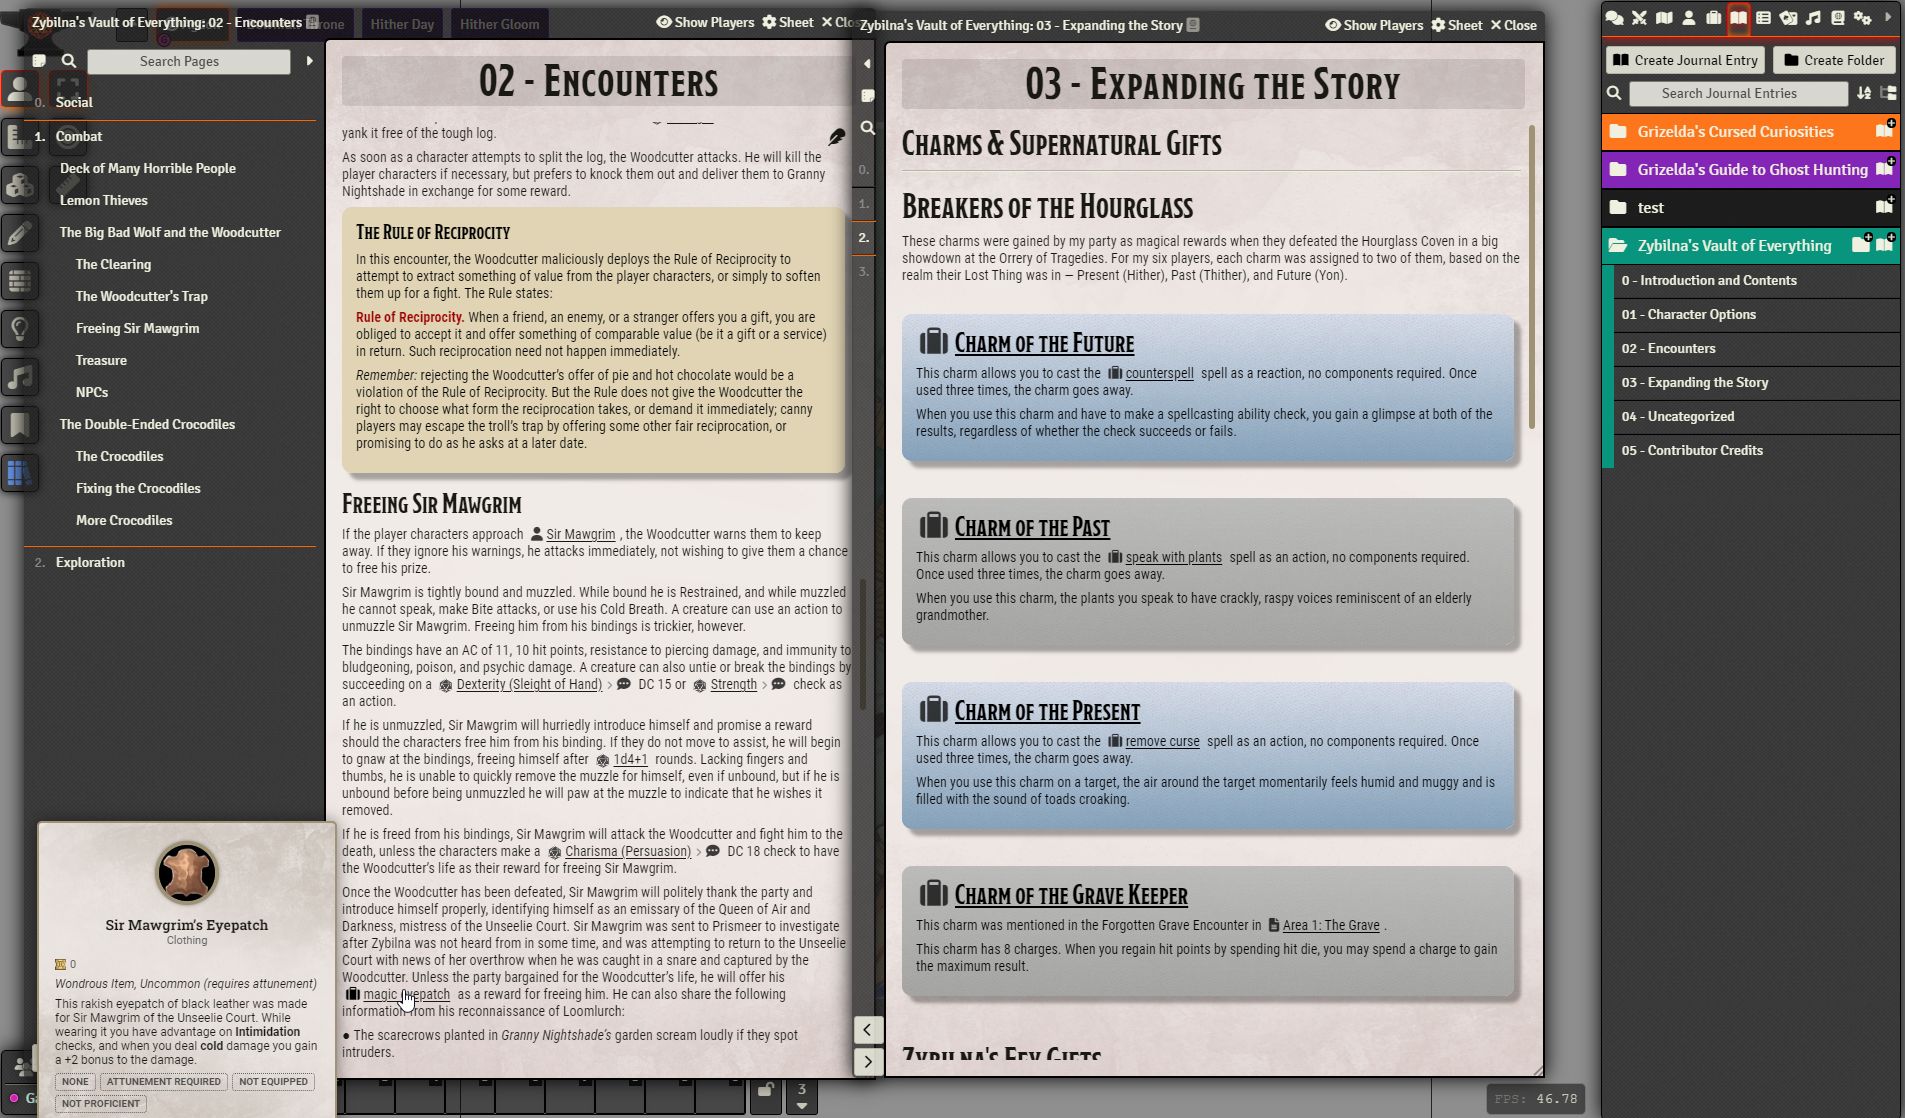 Zybilna's Vault of Everything: 02 - Encounters
Hither Day
Hither Gloom
Show Players
Sheet
Search Pages
0. Social
1. Combat
Deck of Many Horrible People
Lemon Thieves
The Big Bad Wolf and the Woodcutter
The Clearing
The Woodcutter's Trap
Freeing Sir Mawgrim
Treasure
NPCs
The Double-Ended Crocodiles
The Crocodiles
Fixing the Crocodiles
More Crocodiles
2. Exploration
02 - Encounters
yank it free of the tough log.
As soon as a character attempts to split the log, the Woodcutter attacks. He will kill the
player characters if necessary, but prefers to knock them out and deliver them to Granny
Nightshade in exchange for some reward.
The Rule of Reciprocity
In this encounter, the Woodcutter maliciously deploys the Rule of Reciprocity to
attempt to extract something of value from the player characters, or simply to soften
them up for a fight. The Rule states:
Rule of Reciprocity. When a friend, an enemy, or a stranger offers you a gift, you are
obliged to accept it and offer something of comparable value (be it a gift or a service)
in return. Such reciprocation need not happen immediately.
Remember: rejecting the Woodcutter's offer of pie and hot chocolate would be a
violation of the Rule of Reciprocity. But the Rule does not give the Woodcutter the
right to choose what form the reciprocation takes, or demand it immediately; canny
players may escape the troll's trap by offering some other fair reciprocation, or
promising to do as he asks at a later date.
Freeing Sir Mawgrim
If the player characters approach Sir Mawgrim , the Woodcutter warns them to keep
away. If they ignore his warnings, he attacks immediately, not wishing to give them a chance
to free his prize.
Sir Mawgrim is tightly bound and muzzled. While bound he is Restrained, and while muzzled
he cannot speak, make Bite attacks, or use his Cold Breath. A creature can use an action to
unmuzzle Sir Mawgrim. Freeing him from his bindings is trickier, however.
The bindings have an AC of 11, 10 hit points, resistance to piercing damage, and immunity to
bludgeoning, poison, and psychic damage. A creature can also untie or break the bindings by
succeeding on a Dexterity (Sleight of Hand) > DC 15 or Strength > check as
an action.
If he is unmuzzled, Sir Mawgrim will hurriedly introduce himself and promise a reward
should the characters free him from his binding. If they do not move to assist, he will begin
to gnaw at the bindings, freeing himself after 1d4+1 rounds. Lacking fingers and
thumbs, he is unable to quickly remove the muzzle for himself, even if unbound, but if he is
unbound before being unmuzzled he will paw at the muzzle to indicate that he wishes it
removed.
If he is freed from his bindings, Sir Mawgrim will attack the Woodcutter and fight him to the
death, unless the characters make a Charisma (Persuasion) > DC 18 check to have
the Woodcutter's life as their reward for freeing Sir Mawgrim.
Once the Woodcutter has been defeated, Sir Mawgrim will politely thank the party and
introduce himself properly, identifying himself as an emissary of the Queen of Air and
Darkness, mistress of the Unseelie Court. Sir Mawgrim was sent to Prismeer to investigate
after Zybilna was not heard from in some time, and was attempting to return to the Unseelie
Court with news of her overthrow when he was caught in a snare and captured by the
Woodcutter. Unless the party bargained for the Woodcutter's life, he will offer his
magic eyepatch as a reward for freeing him. He can also share the following
information from his reconnaissance of Loomlurch:
● The scarecrows planted in Granny Nightshade's garden scream loudly if they spot
intruders.
Sir Mawgrim's Eyepatch
Clothing
0
Wondrous Item, Uncommon (requires attunement)
This rakish eyepatch of black leather was made
for Sir Mawgrim of the Unseelie Court. While
wearing it you have advantage on Intimidation
checks, and when you deal cold damage you gain
a +2 bonus to the damage.
NONE
ATTUNEMENT REQUIRED
NOT EQUIPPED
NOT PROFICIENT
3
Zybilna's Vault of Everything: 03 - Expanding the Story
Show Players
Sheet
Close
0.
1.
2.
3.
03 - Expanding the Story
Charms & Supernatural Gifts
Breakers of the Hourglass
These charms were gained by my party as magical rewards when they defeated the Hourglass Coven in a big
showdown at the Orrery of Tragedies. For my six players, each charm was assigned to two of them, based on the
realm their Lost Thing was in – Present (Hither), Past (Thither), and Future (Yon).
Charm of the Future
This charm allows you to cast the counterspell spell as a reaction, no components required. Once
used three times, the charm goes away.
When you use this charm and have to make a spellcasting ability check, you gain a glimpse at both of the
results, regardless of whether the check succeeds or fails.
Charm of the Past
This charm allows you to cast the speak with plants spell as an action, no components required.
Once used three times, the charm goes away.
When you use this charm, the plants you speak to have crackly, raspy voices reminiscent of an elderly
grandmother.
Charm of the Present
This charm allows you to cast the remove curse spell as an action, no components required. Once
used three times, the charm goes away.
When you use this charm on a target, the air around the target momentarily feels humid and muggy and is
filled with the sound of toads croaking.
Charm of the Grave Keeper
This charm was mentioned in the Forgotten Grave Encounter in Area 1: The Grave .
This charm has 8 charges. When you regain hit points by spending hit die, you may spend a charge to gain
the maximum result.
Zybilna's Fey Gifts
Create Journal Entry
Create Folder
Search Journal Entries
Grizelda's Cursed Curiosities
Grizelda's Guide to Ghost Hunting
test
Zybilna's Vault of Everything
0 - Introduction and Contents
01 - Character Options
02 - Encounters
03 - Expanding the Story
04 - Uncategorized
05 - Contributor Credits
FPS: 46.78